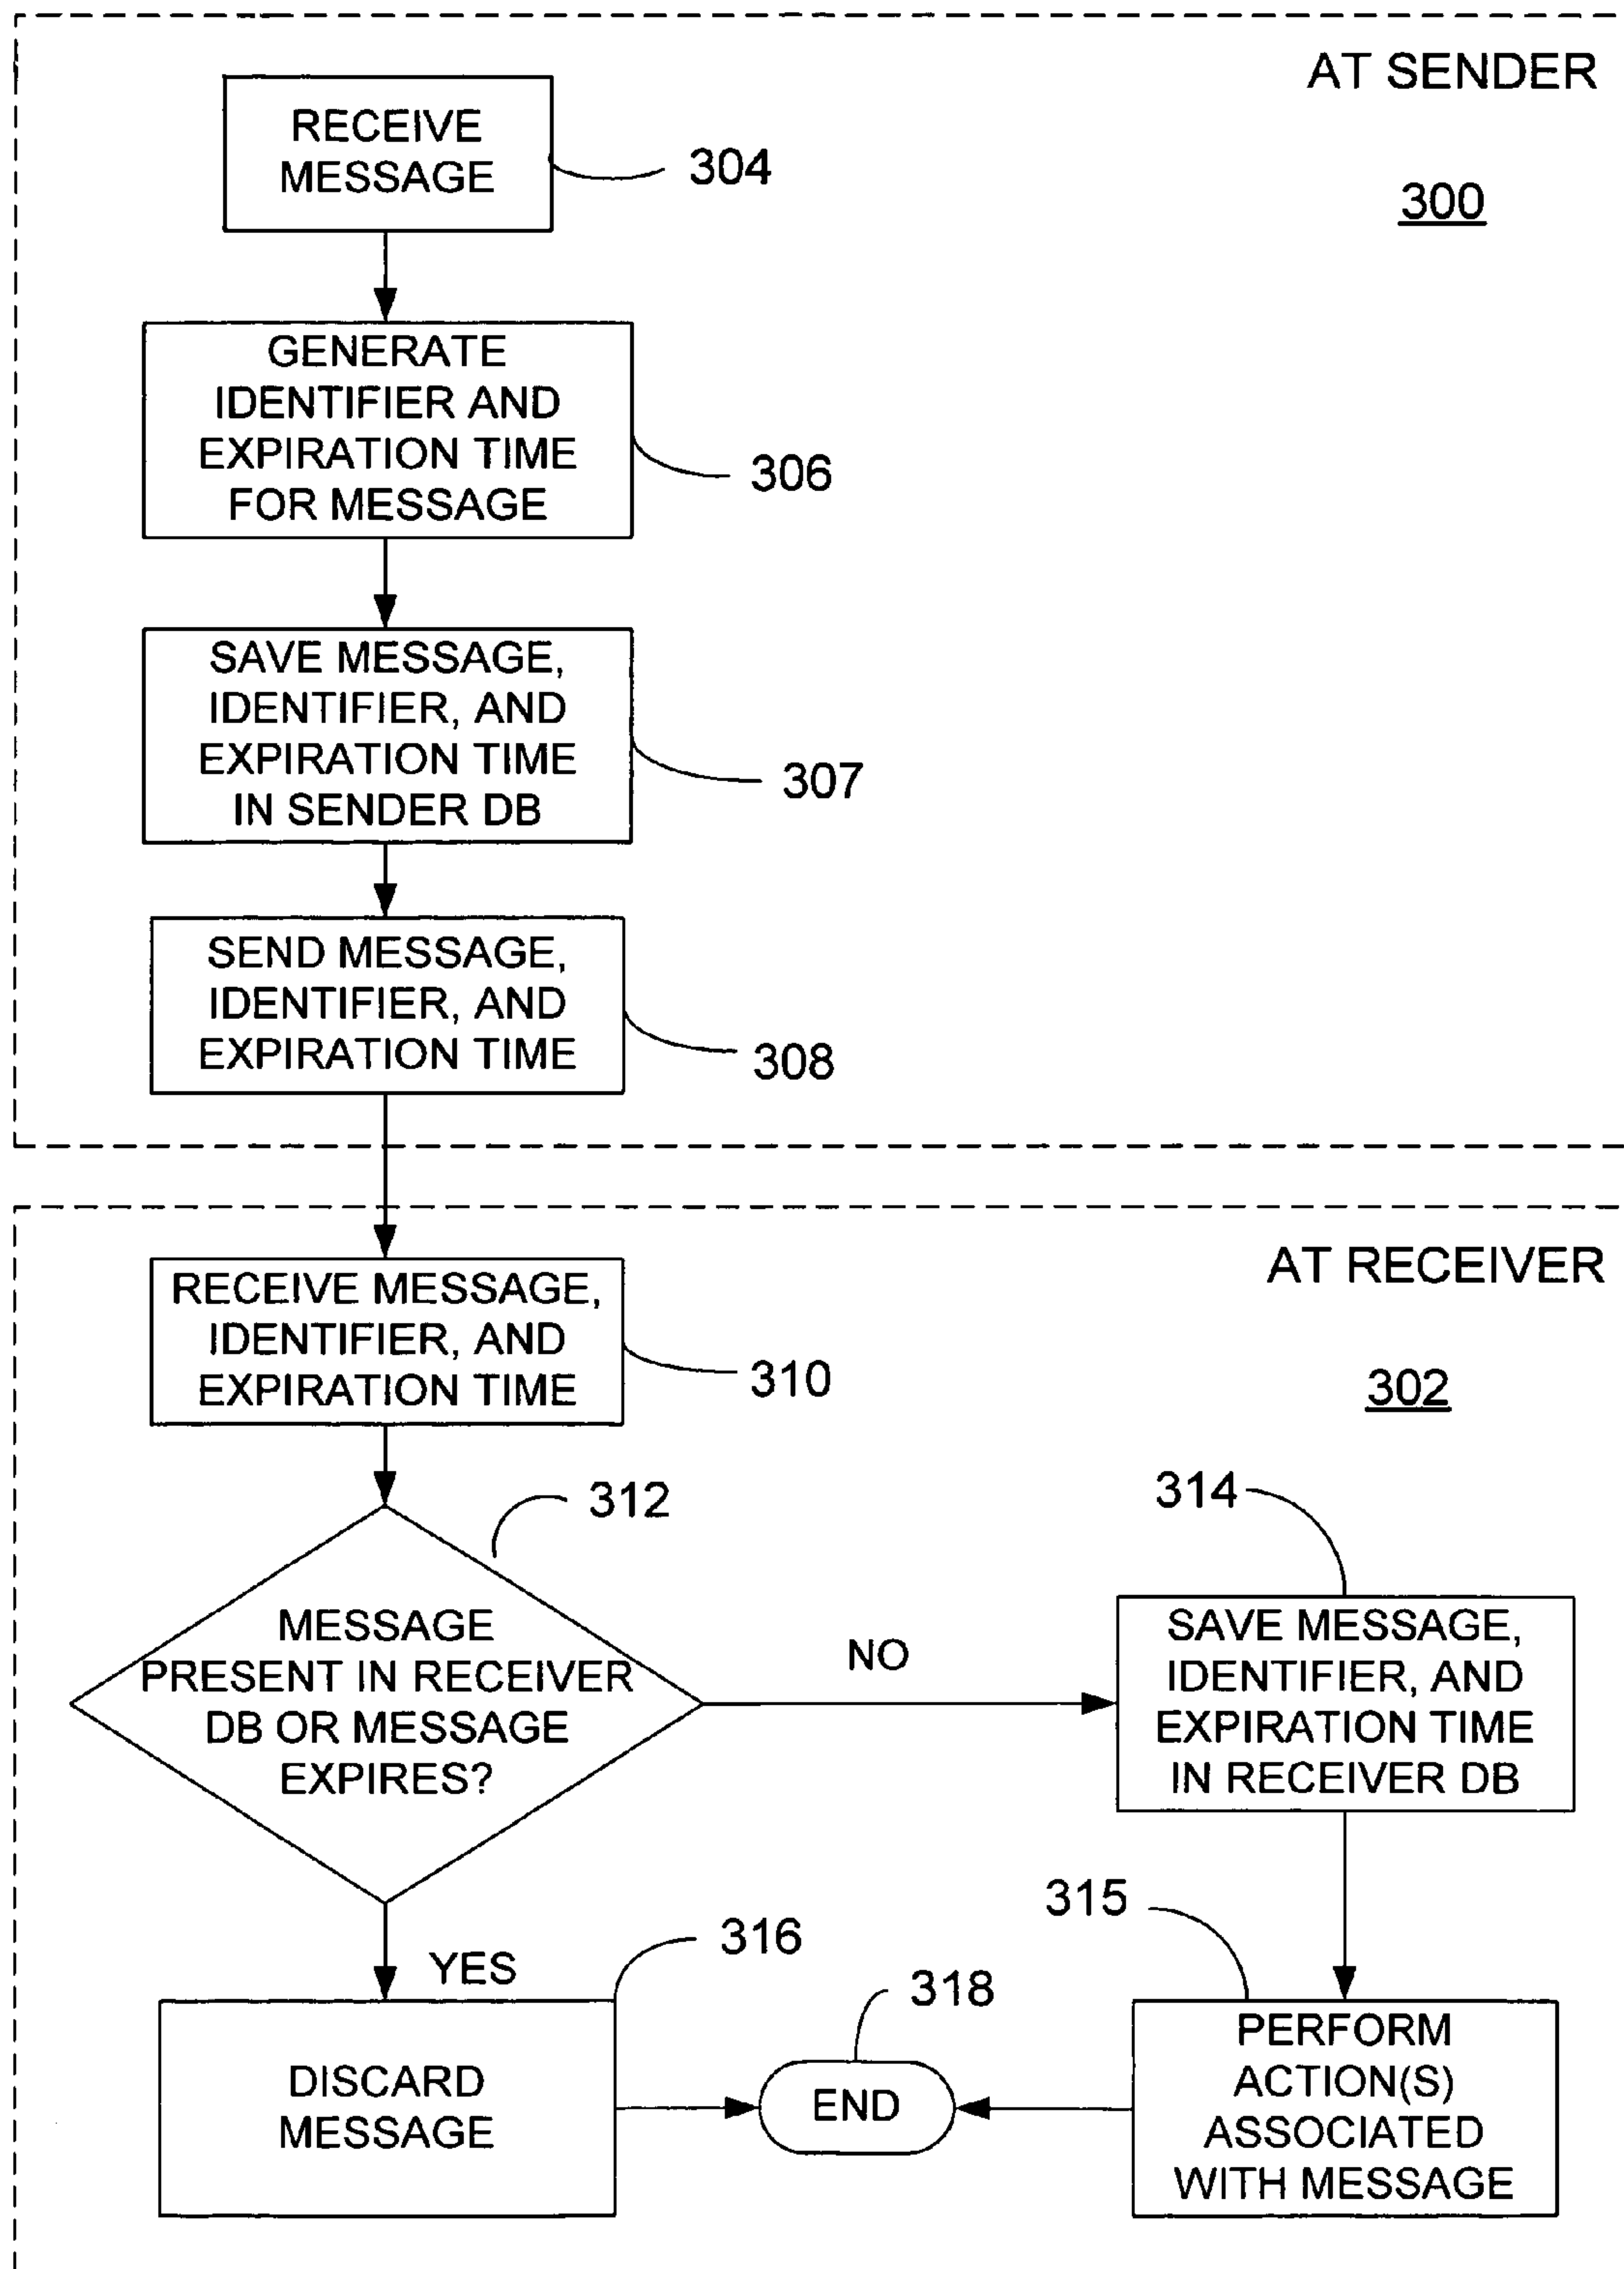 AT SENDER
RECEIVE
MESSAGE
304
300
GENERATE
IDENTIFIER AND
EXPIRATION TIME
FOR MESSAGE
306
SAVE MESSAGE,
IDENTIFIER, AND
EXPIRATION TIME
IN SENDER DB
307
SEND MESSAGE,
IDENTIFIER, AND
EXPIRATION TIME
308
AT RECEIVER
RECEIVE MESSAGE,
IDENTIFIER, AND
EXPIRATION TIME
310
302
312
MESSAGE
PRESENT IN RECEIVER
DB OR MESSAGE
EXPIRES?
NO
314
SAVE MESSAGE,
IDENTIFIER, AND
EXPIRATION TIME
IN RECEIVER DB
YES
316
DISCARD
MESSAGE
318
END
315
PERFORM
ACTION(S)
ASSOCIATED
WITH MESSAGE